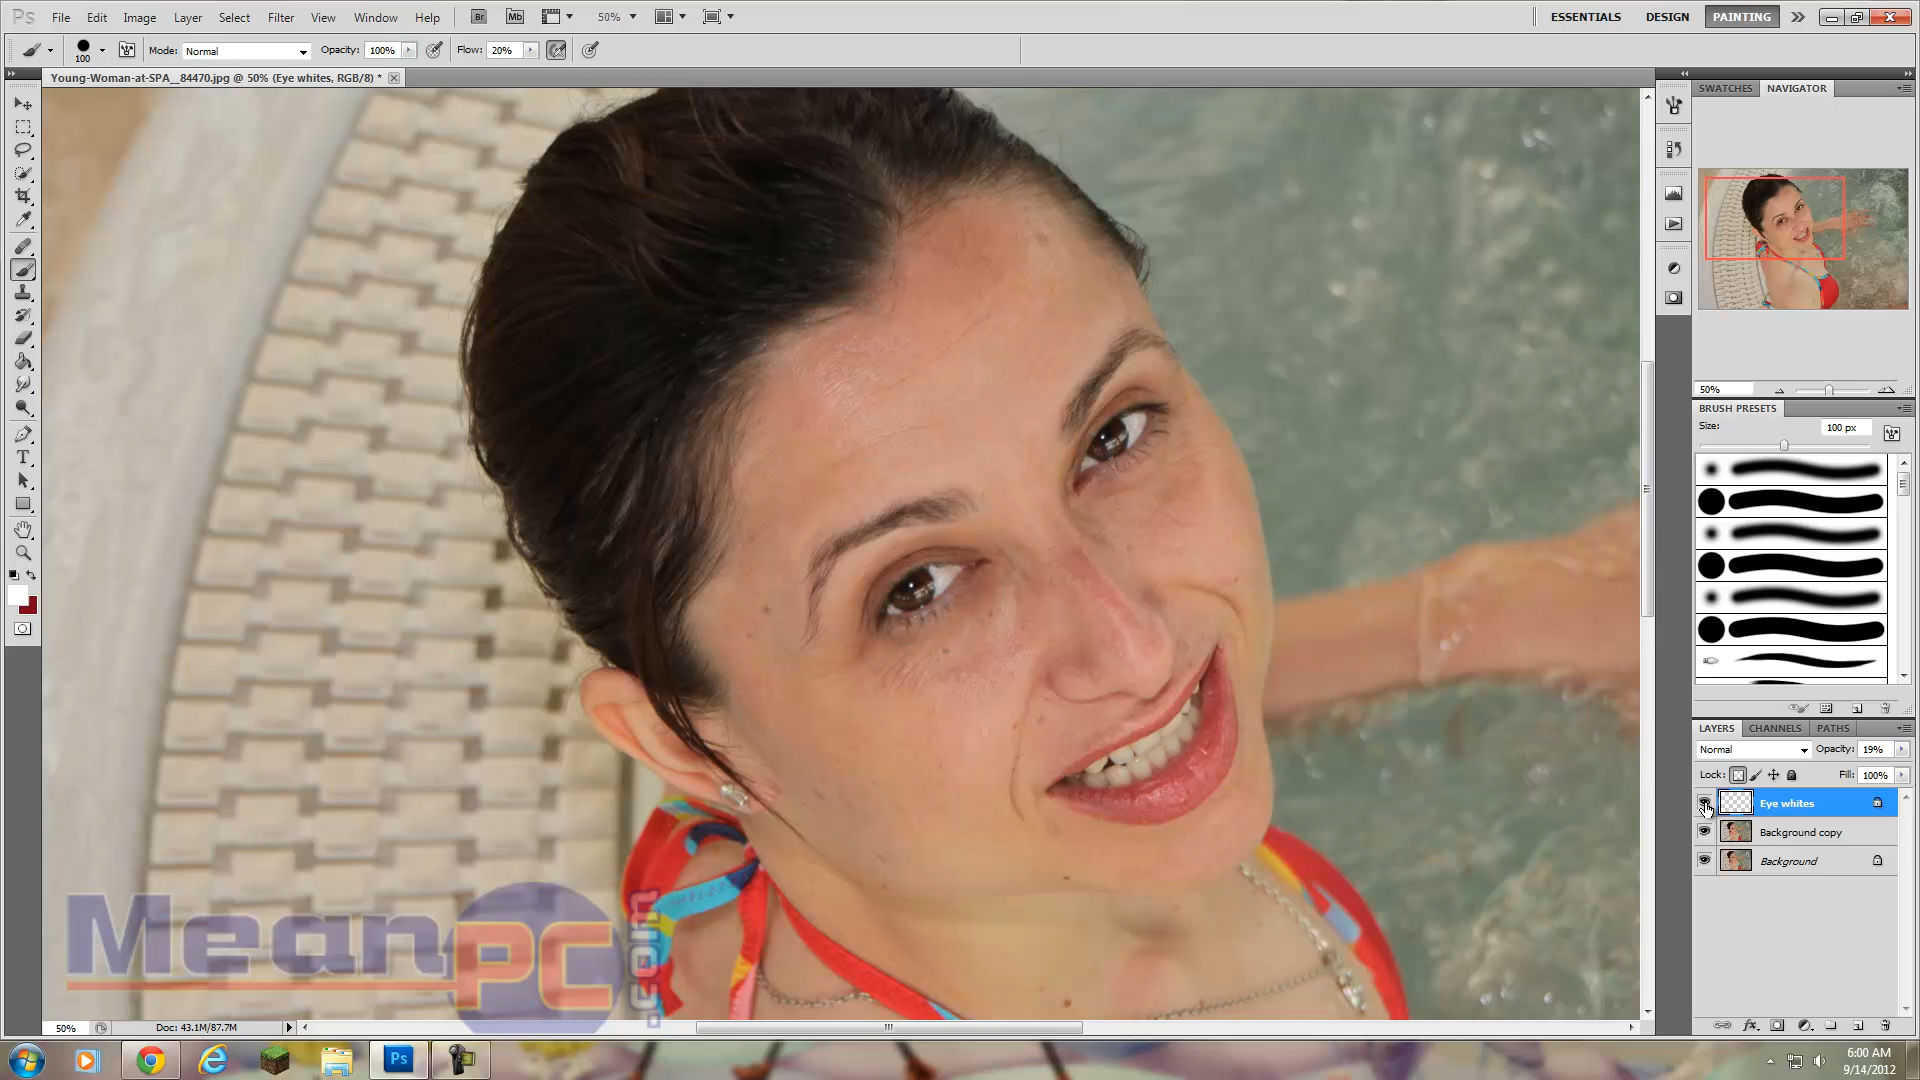 Ps File Edit Image Layer Select Filter View Window Help Br Mb 50% ESSENTIALS DESIGN PAINTING
100 Mode: Normal Opacity: 100% Flow: 20%
Young-Woman-at-SPA__84470.jpg @ 50% (Eye whites, RGB/8) *
SWATCHES NAVIGATOR
50%
BRUSH PRESETS
Size: 100 px
LAYERS CHANNELS PATHS
Normal Opacity: 19%
Lock: Fill: 100%
Eye whites
Background copy
Background
MeanPC.com
50% Doc: 43.1M/87.7M
Ps
6:00 AM
9/14/2012